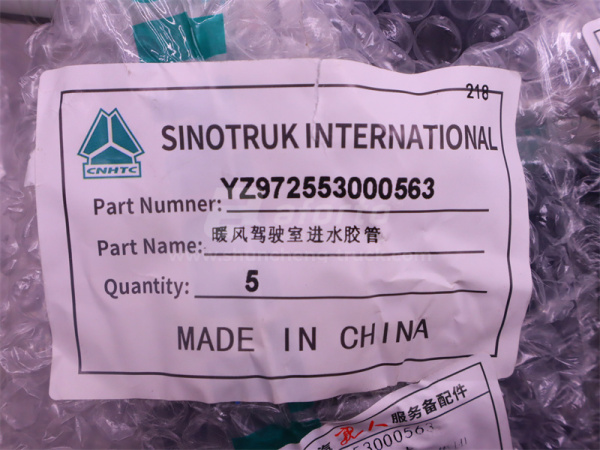 218
SINOTRUK INTERNATIONAL
CNHTC
Part Numner: YZ972553000563
Part Name: 暖风驾驶室进水胶管
Quantity: 5
MADE IN CHINA
服务备配件
53000563